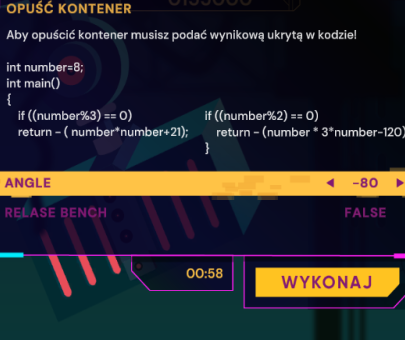 OPUŚĆ KONTENER
Aby opuścić kontener musisz podać wynikową ukrytą w kodzie!
int number=8;
int main()
{
if ((number%3) == 0)
return - ( number*number+21);
if ((number%2) == 0)
return - (number * 3*number-120)
}
ANGLE -80
RELASE BENCH FALSE
00:58
WYKONAJ